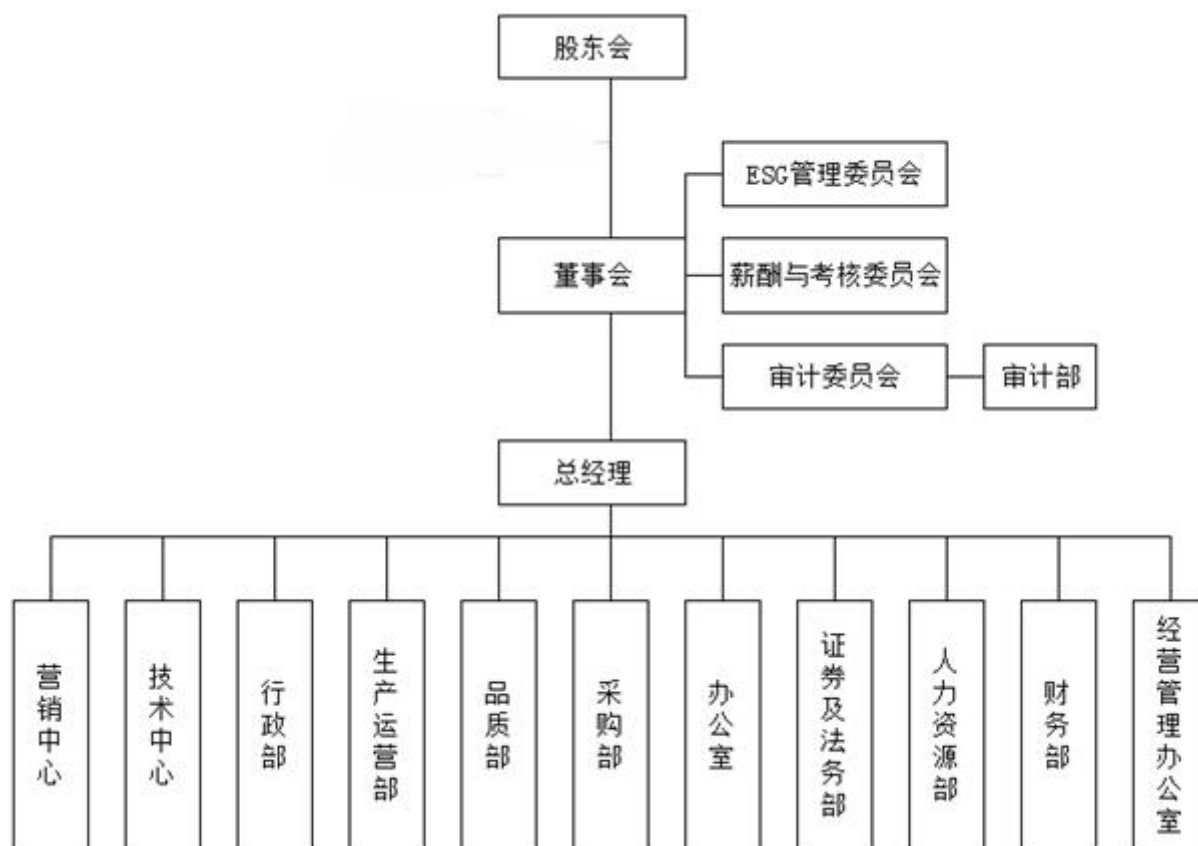 股东会
ESG管理委员会
董事会
薪酬与考核委员会
审计委员会
审计部
总经理
营销中心
技术中心
行政部
生产运营部
品质部
采购部
办公室
证券及法务部
人力资源部
财务部
经营管理办公室